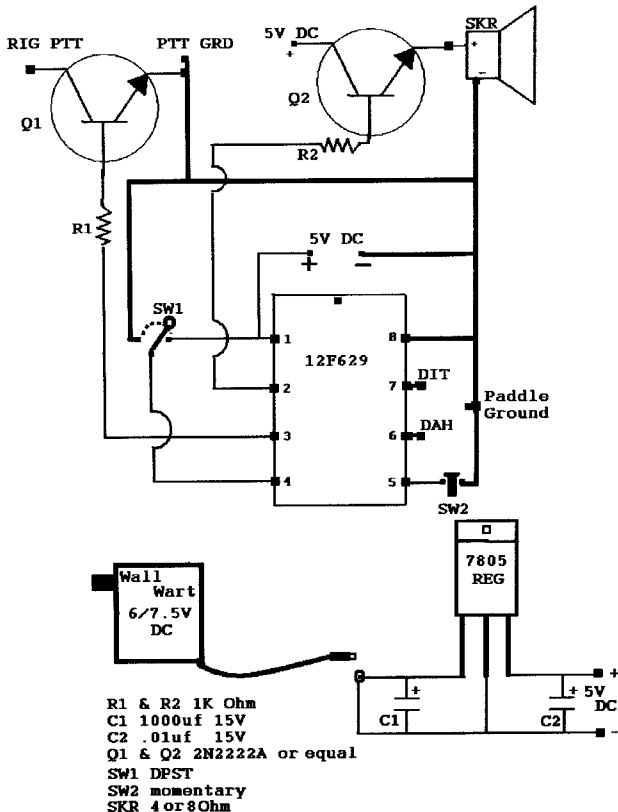 SKR
5V DC
+
RIG PTT
PTT GRD
+
-
Q1
Q2
R2
R1
5V DC
+ -
SW1
1
8
12F629
DIT
2
7
Paddle
Ground
DAH
3
6
4
5
SW2
7805
REG
Wall
Wart
6/7.5V
DC
+
+
+
5V
DC
C1
C2
-
R1 & R2 1K Ohm
C1 1000uf 15V
C2 .01uf 15V
Q1 & Q2 2N2222A or equal
SW1 DPST
SW2 momentary
SKR 4 or 8 Ohm